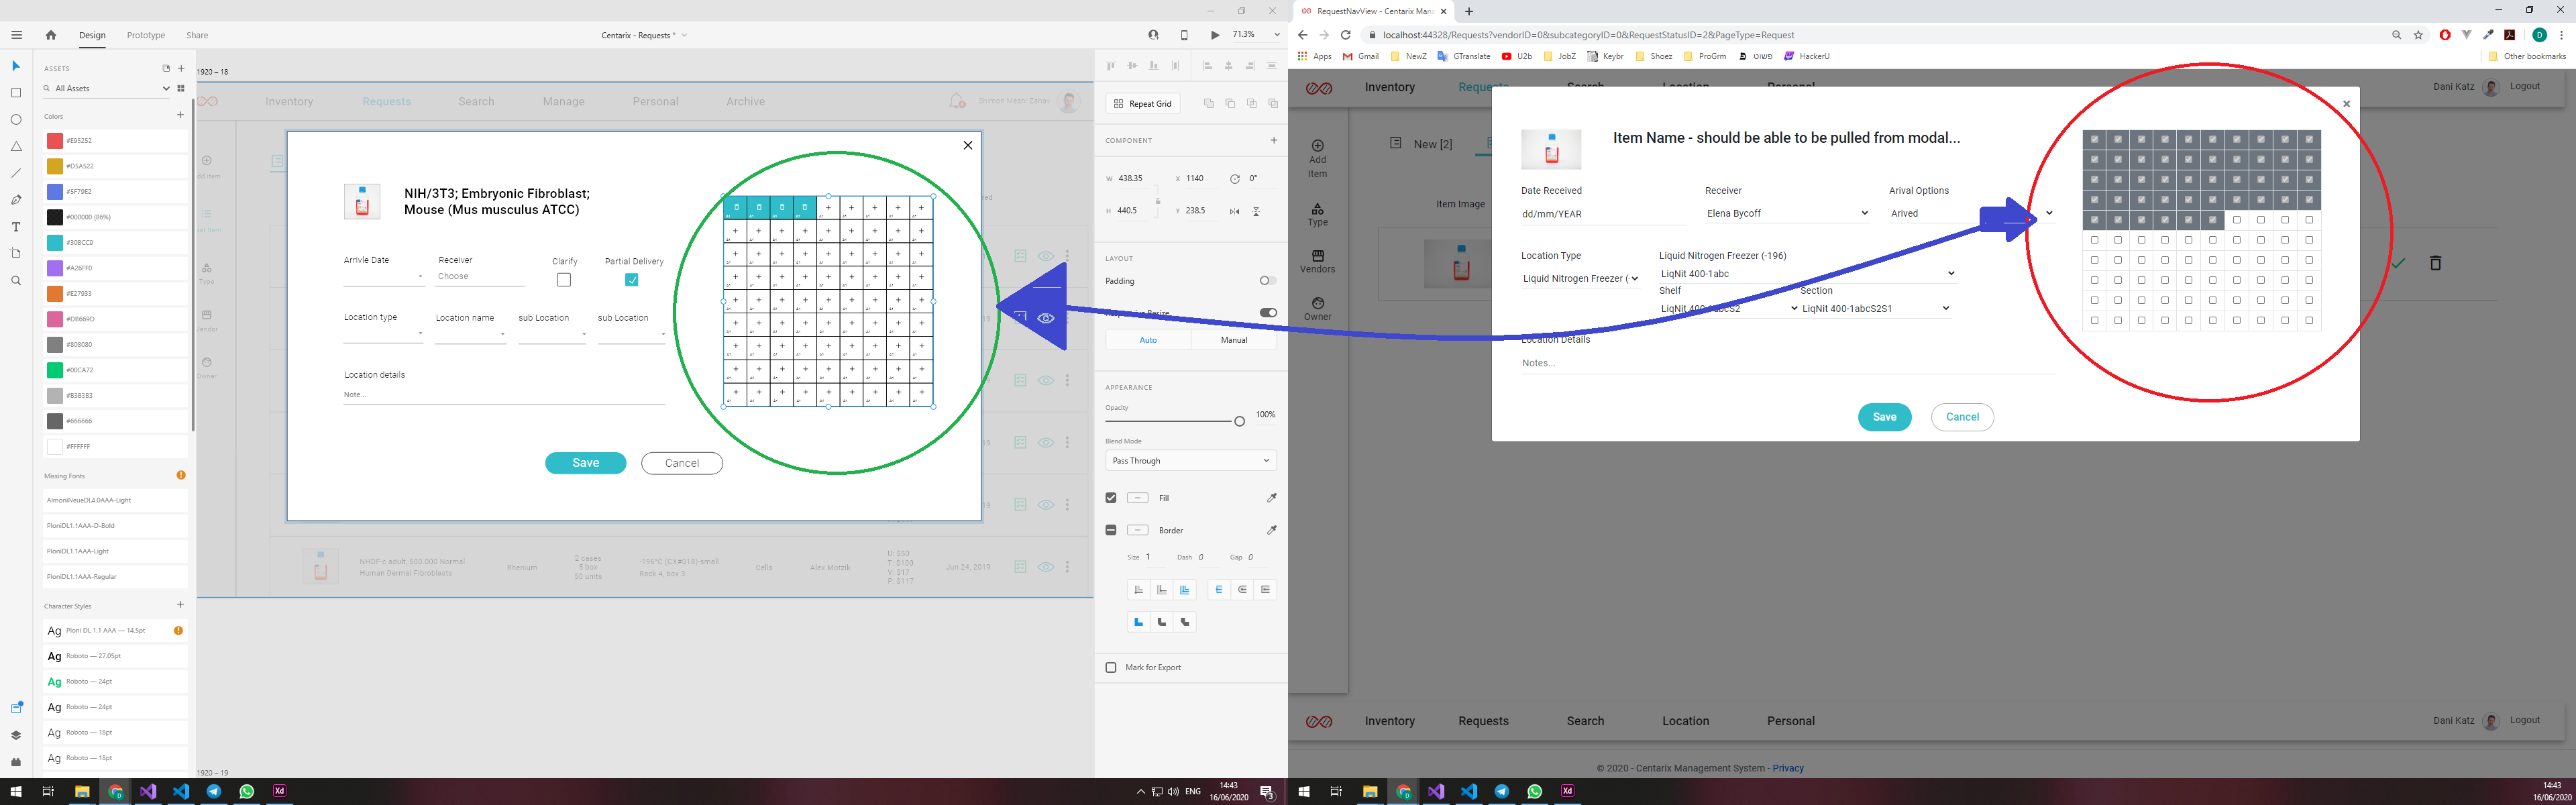 Design
Prototype
Share
Centarix - Requests *
71.3%
ASSETS
All Assets
Colors
#E95252
#D5A522
#5F79E2
#000000 (86%)
#30BCC9
#A26FF0
#E27933
#DB669D
#808080
#00CA72
#B3B3B3
#666666
#FFFFFF
Missing Fonts
AlmoniNeueDL4.0AAA-Light
PloniDL1.1AAA-D-Bold
PloniDL1.1AAA-Light
PloniDL1.1AAA-Regular
Character Styles
Ag Ploni DL 1.1 AAA — 14.5pt
Ag Roboto — 27.05pt
Ag Roboto — 24pt
Ag Roboto — 24pt
Ag Roboto — 18pt
Ag Roboto — 18pt
1920 – 18
Inventory
Requests
Search
Manage
Personal
Archive
Shimon Meshi Zahav
NIH/3T3; Embryonic Fibroblast;
Mouse (Mus musculus ATCC)
Arrivle Date
Receiver
Choose
Clarify
Partial Delivery
Location type
Location name
sub Location
sub Location
Location details
Note...
Save
Cancel
Owner
NHDF-c adult, 500.000 Normal
Human Dermal Fibroblasts
Rhenium
2 cases
5 box
50 units
-196°C (CX#018)-small
Rack 4, box 3
Cells
Alex Motzik
U: $50
T: $100
V: $17
P: $117
Jun 24, 2019
1920 – 19
Repeat Grid
COMPONENT
W 438.35
X 1140
0°
H 440.5
Y 238.5
LAYOUT
Padding
Auto
Manual
APPEARANCE
Opacity
100%
Blend Mode
Pass Through
Fill
Border
Size 1
Dash 0
Gap 0
Mark for Export
ENG
14:43
16/06/2020
3
RequestNavView - Centarix Man
localhost:44328/Requests?vendorID=0&subcategoryID=0&RequestStatusID=2&PageType=Request
D
Apps
Gmail
NewZ
GTranslate
U2b
JobZ
Keybr
Shoez
ProGrm
פשוט
HackerU
Other bookmarks
Inventory
Dani Katz
Logout
Add
Item
Type
Vendors
Owner
New [2]
Item Image
Item Name - should be able to be pulled from modal...
Date Received
Receiver
Arival Options
dd/mm/YEAR
Elena Bycoff
Arived
Location Type
Liquid Nitrogen Freezer (-196)
Liquid Nitrogen Freezer (-
LiqNit 400-1abc
Shelf
Section
LiqNit 400-1abcS2
LiqNit 400-1abcS2S1
Location Details
Notes...
Save
Cancel
Inventory
Requests
Search
Location
Personal
Dani Katz
Logout
© 2020 - Centarix Management System - Privacy
14:43
16/06/2020